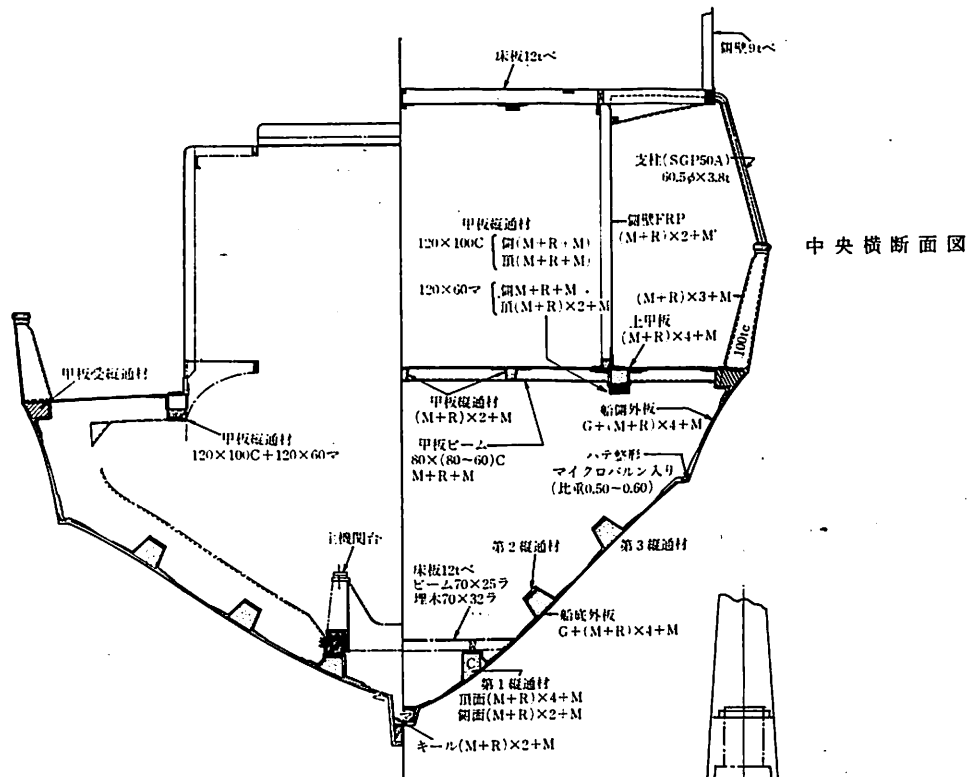 側壁9tベ
床板12tベ
支柱(SGP50A)
60.5φ×3.8t
側壁FRP
(M+R)×2+M
甲板縦通材
120×100C
側(M+R+M)
頂(M+R+M)
120×60マ
側M+R+M
頂(M+R)×2+M
中央横断面図
(M+R)×3+M
上甲板
(M+R)×4+M
100tc
甲板受縦通材
甲板縦通材
(M+R)×2+M
船側外板
G+(M+R)×4+M
甲板縦通材
120×100C+120×60マ
甲板ビーム
80×(80~60)C
M+R+M
ハテ整形
マイクロバルン入り
(比重0.50~0.60)
主機関台
第2縦通材
第3縦通材
床板12tベ
ビーム70×25ラ
埋木70×32ラ
船底外板
G+(M+R)×4+M
C
第1縦通材
頂面(M+R)×4+M
側面(M+R)×2+M
キール(M+R)×2+M